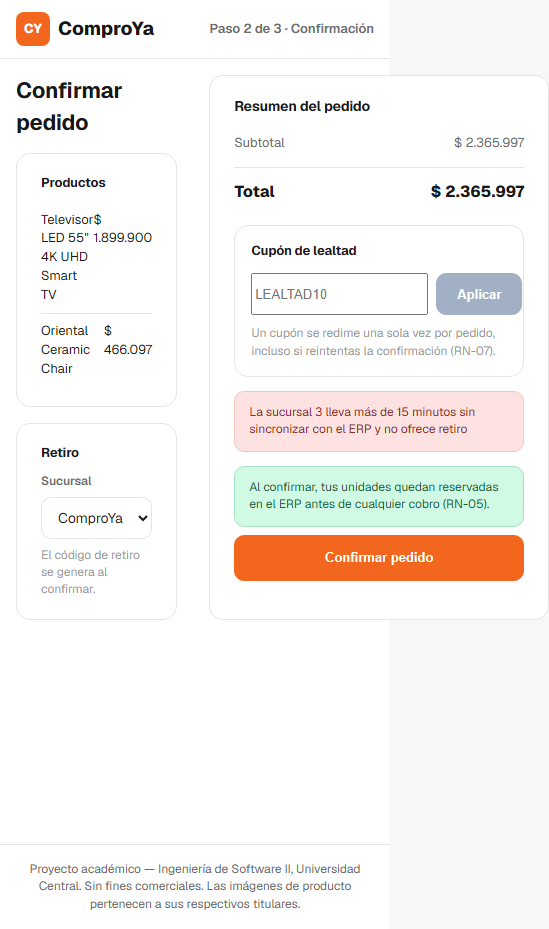 CY ComproYa
Paso 2 de 3 · Confirmación
Confirmar
pedido
Productos
Televisor$
LED 55" 1.899.900
4K UHD
Smart
TV
Oriental $
Ceramic 466.097
Chair
Retiro
Sucursal
ComproYa
El código de retiro
se genera al
confirmar.
Resumen del pedido
Subtotal $ 2.365.997
Total $ 2.365.997
Cupón de lealtad
LEALTAD10 Aplicar
Un cupón se redime una sola vez por pedido,
incluso si reintentas la confirmación (RN-07).
La sucursal 3 lleva más de 15 minutos sin
sincronizar con el ERP y no ofrece retiro
Al confirmar, tus unidades quedan reservadas
en el ERP antes de cualquier cobro (RN-05).
Confirmar pedido
Proyecto académico — Ingeniería de Software II, Universidad
Central. Sin fines comerciales. Las imágenes de producto
pertenecen a sus respectivos titulares.